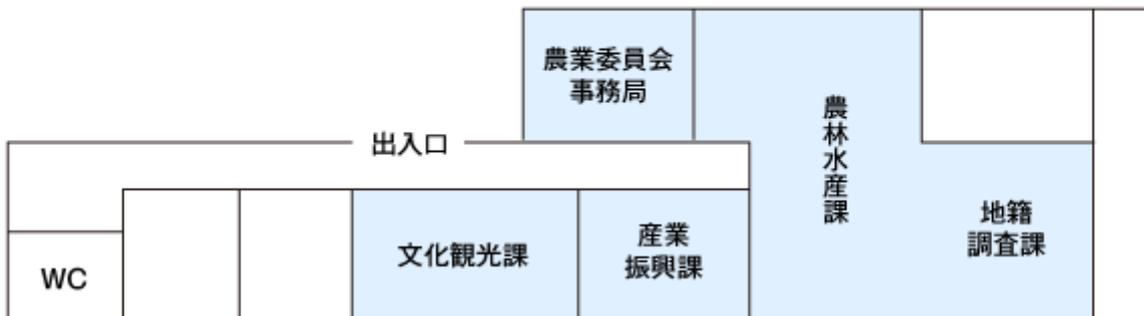 農業委員会
事務局
農林水産課
出入口
地籍
調査課
産業
振興課
文化観光課
WC